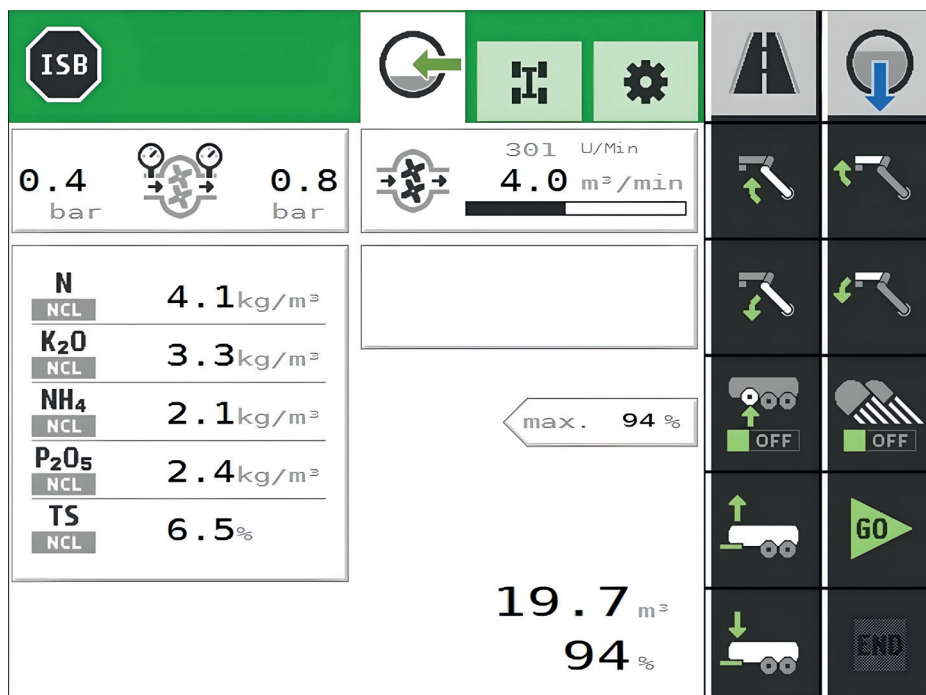 ISB
0.4
bar
0.8
bar
301 U/Min
4.0 m³/min
N
NCL
4.1kg/m³
K₂O
NCL
3.3kg/m³
NH₄
NCL
2.1kg/m³
P₂O₅
NCL
2.4kg/m³
TS
NCL
6.5%
max. 94 %
19.7 m³
94 %
OFF
OFF
GO
END